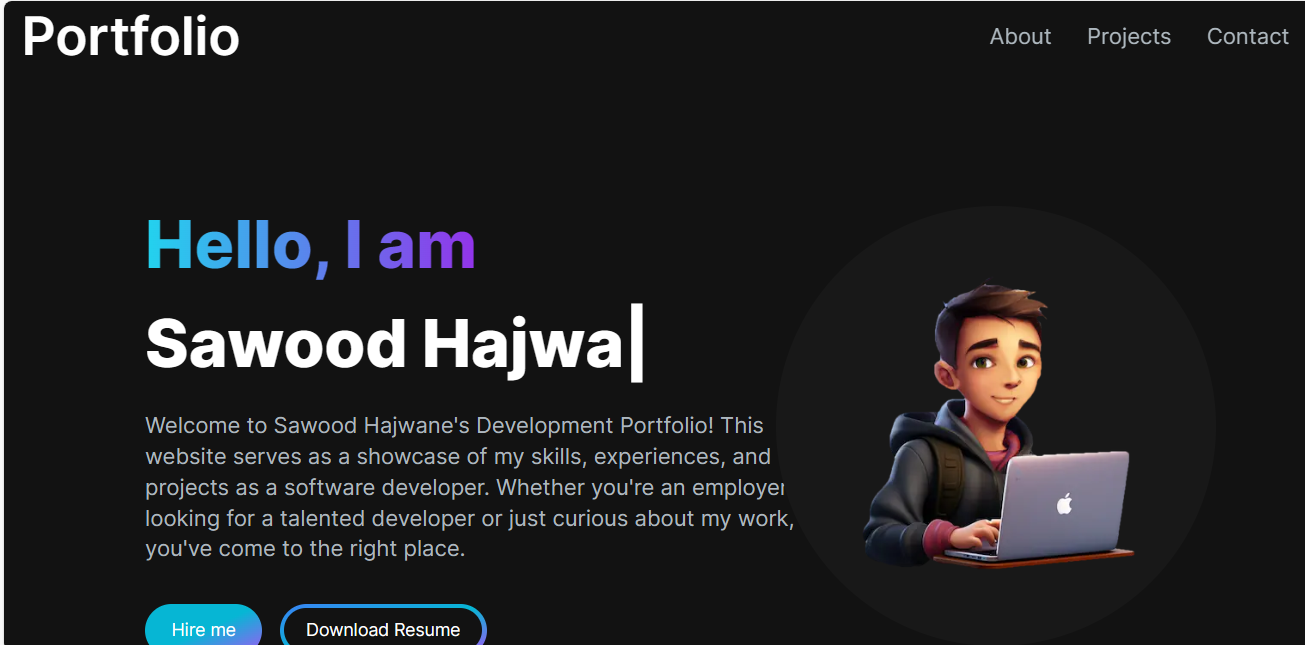 Portfolio
About Projects Contact
Hello, I am
Sawood Hajwa
Welcome to Sawood Hajwane's Development Portfolio! This
website serves as a showcase of my skills, experiences, and
projects as a software developer. Whether you're an employer
looking for a talented developer or just curious about my work,
you've come to the right place.
Hire me Download Resume